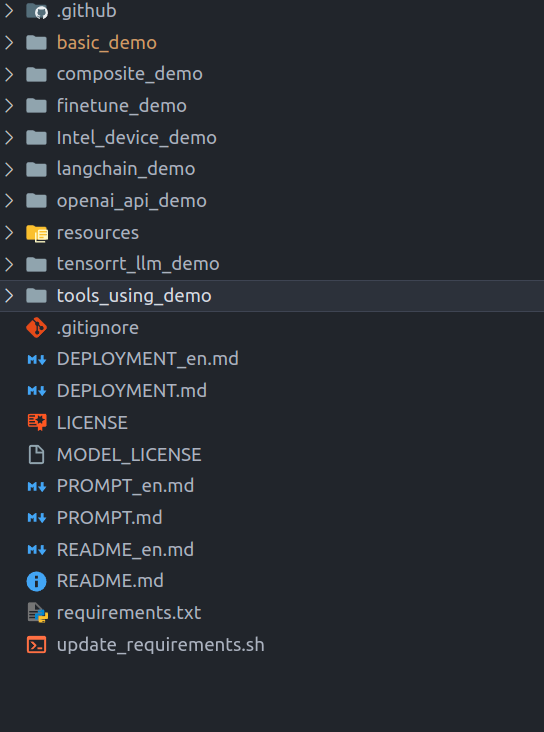 .github
basic_demo
composite_demo
finetune_demo
Intel_device_demo
langchain_demo
openai_api_demo
resources
tensorrt_llm_demo
tools_using_demo
.gitignore
DEPLOYMENT_en.md
DEPLOYMENT.md
LICENSE
MODEL_LICENSE
PROMPT_en.md
PROMPT.md
README_en.md
README.md
requirements.txt
update_requirements.sh